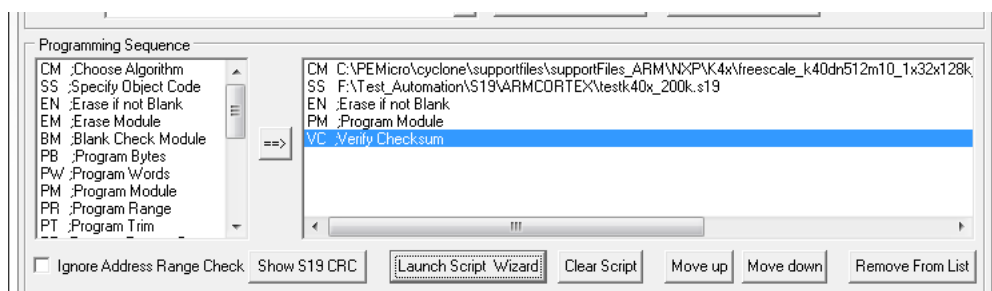 Programming Sequence
CM ;Choose Algorithm
SS ;Specify Object Code
EN ;Erase if not Blank
EM ;Erase Module
BM ;Blank Check Module
PB ;Program Bytes
PW ;Program Words
PM ;Program Module
PR ;Program Range
PT ;Program Trim
==>
CM C:\PEMicro\cyclone\supportfiles\supportFiles_ARM\NXP\K4x\freescale_k40dn512m10_1x32x128k_
SS F:\Test_Automation\S19\ARMCORTEX\testk40x_200k.s19
EN ;Erase if not Blank
PM ;Program Module
VC ;Verify Checksum
Ignore Address Range Check
Show S19 CRC
Launch Script Wizard
Clear Script
Move up
Move down
Remove From List